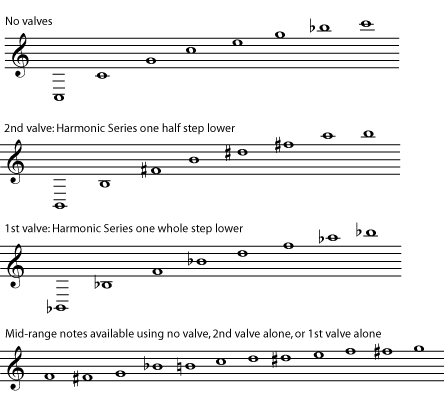 No valves
2nd valve: Harmonic Series one half step lower
1st valve: Harmonic Series one whole step lower
Mid-range notes available using no valve, 2nd valve alone, or 1st valve alone